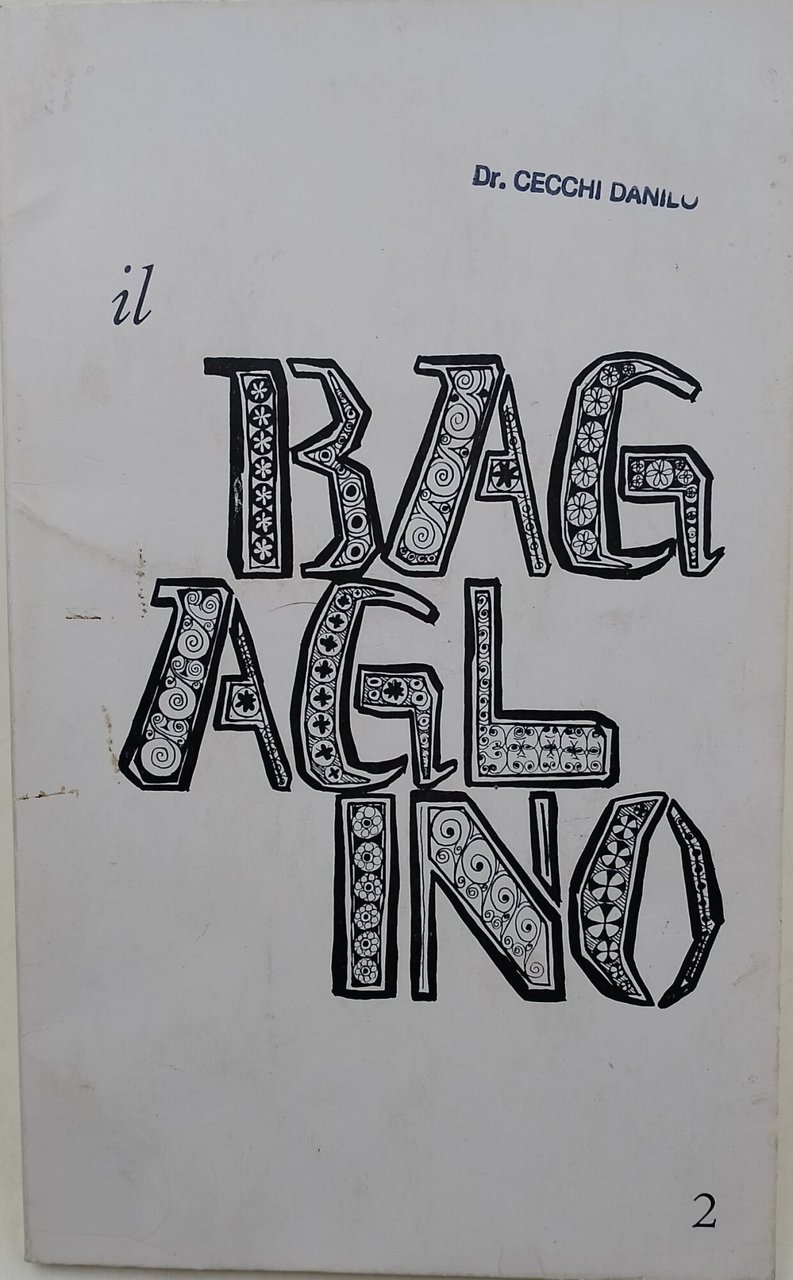 Dr. CECCHI DANILO
il
BAG
AGL
INO
2